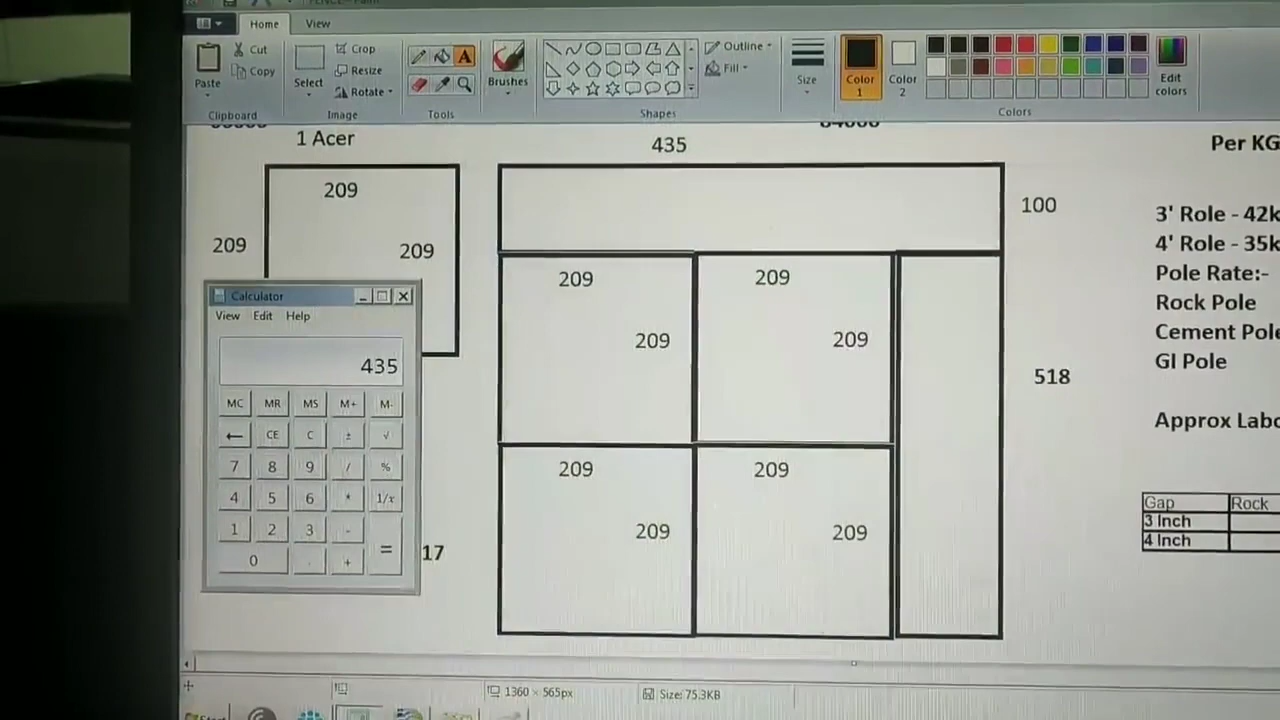 Home
View
Paste
Cut
Copy
Clipboard
Select
Crop
Resize
Rotate
Image
A
Tools
Brushes
Shapes
Outline
Fill
Size
Color 1
Color 2
Edit colors
Colors
1 Acer
209
209
209
17
435
100
209
209
209
209
518
209
209
209
209
Per KG
3' Role - 42k
4' Role - 35k
Pole Rate:-
Rock Pole
Cement Pole
GI Pole
Approx Labo
Gap Rock
3 Inch
4 Inch
Calculator
View Edit Help
435
MC MR MS M+ M-
← CE C ± √
7 8 9 / %
4 5 6 * 1/x
1 2 3 - =
0 . +
1360 × 565px
Size: 75.3KB